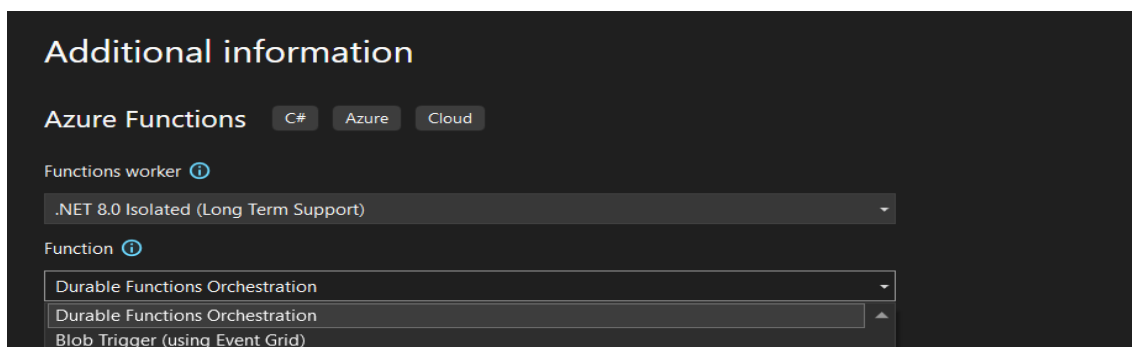 Additional information
Azure Functions C# Azure Cloud
Functions worker
.NET 8.0 Isolated (Long Term Support)
Function
Durable Functions Orchestration
Durable Functions Orchestration
Blob Trigger (using Event Grid)